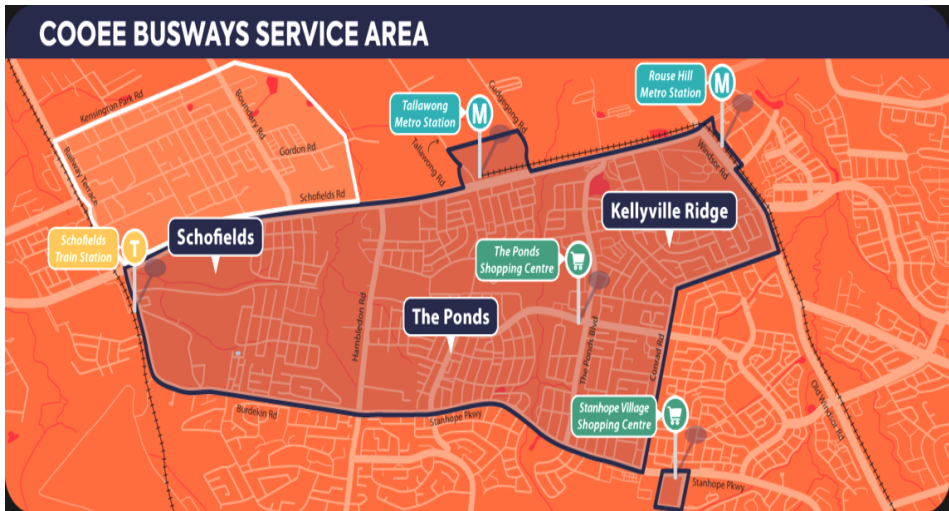 COOEE BUSWAYS SERVICE AREA
Kensington Park Rd
Boundary Rd
Gordon Rd
Railway Terrace
Schofields Rd
Tallawong
Metro Station
M
Tallawong Rd
Cudgegong Rd
Rouse Hill
Metro Station
M
Windsor Rd
Schofields
Train Station
T
Schofields
Kellyville Ridge
The Ponds
Shopping Centre
The Ponds
Hambledon Rd
The Ponds Blvd
Conrad Rd
Burdekin Rd
Stanhope Pkwy
Stanhope Village
Shopping Centre
Old Windsor Rd
Stanhope Pkwy